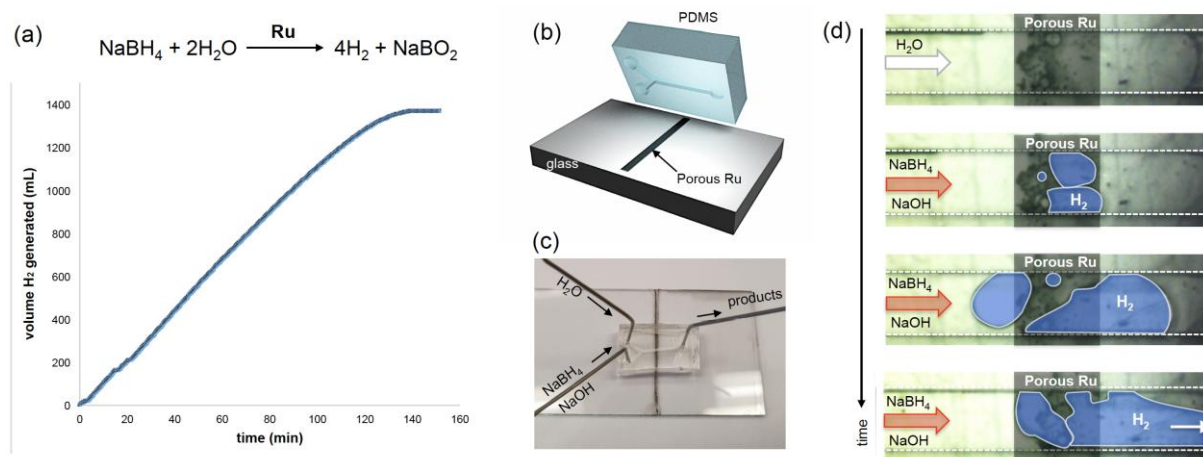 (a)
NaBH₄ + 2H₂O Ru 4H₂ + NaBO₂
volume H₂ generated (mL)
1400
1200
1000
800
600
400
200
0
0 20 40 60 80 100 120 140 160
time (min)
(b)
PDMS
glass
Porous Ru
(c)
H₂O
products
NaBH₄
NaOH
(d)
Porous Ru
H₂O
Porous Ru
NaBH₄
NaOH
H₂
Porous Ru
NaBH₄
NaOH
H₂
Porous Ru
NaBH₄
NaOH
H₂
time